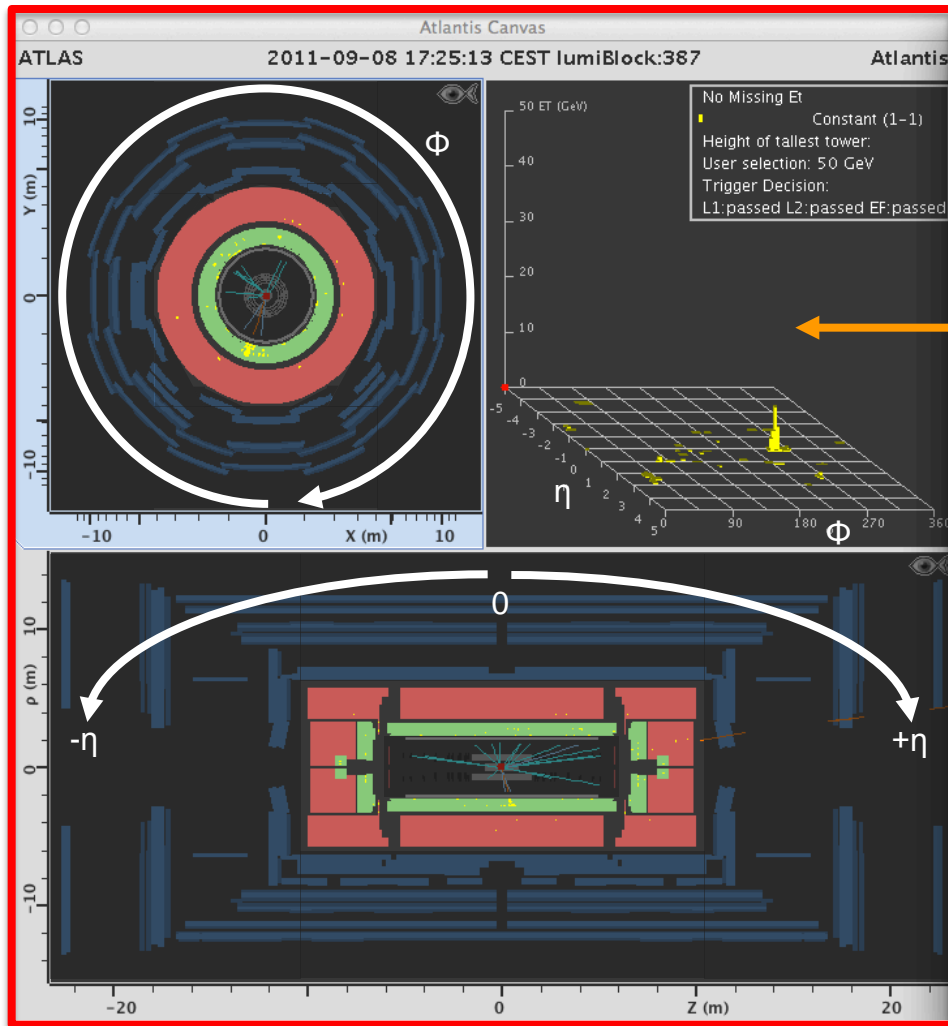 Atlantis Canvas
ATLAS 2011-09-08 17:25:13 CEST lumiBlock:387 Atlantis
Φ
10
Y (m)
0
-10
-10 0 X (m) 10
50 ET (GeV)
40
30
20
10
0
No Missing Et
Constant (1-1)
Height of tallest tower:
User selection: 50 GeV
Trigger Decision:
L1:passed L2:passed EF:passed
-5
-4
-3
-2
-1
0
1
2
3
4
5
η
0 90 180 270 360
Φ
0
-η
+η
10
ρ (m)
0
-10
-20 0 Z (m) 20